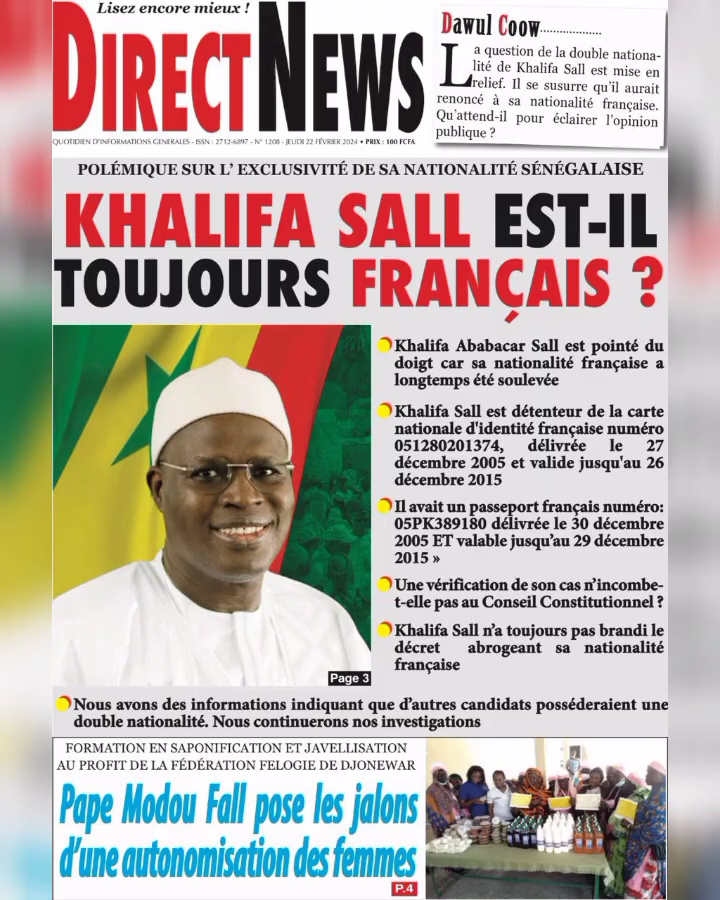 Lisez encore mieux !
DIRECT NEWS
QUOTIDIEN D'INFORMATIONS GENERALES - ISSN : 2712-6897 - N° 1208 - JEUDI 22 FÉVRIER 2024 • PRIX : 100 FCFA
Dawul Coow...................
La question de la double nationa-
lité de Khalifa Sall est mise en
relief. Il se susurre qu'il aurait
renoncé à sa nationalité française.
Qu'attend-il pour éclairer l'opinion
publique ?
POLÉMIQUE SUR L' EXCLUSIVITÉ DE SA NATIONALITÉ SÉNÉGALAISE
KHALIFA SALL EST-IL
TOUJOURS FRANÇAIS ?
Khalifa Ababacar Sall est pointé du
doigt car sa nationalité française a
longtemps été soulevée
Khalifa Sall est détenteur de la carte
nationale d'identité française numéro
051280201374, délivrée le 27
décembre 2005 et valide jusqu'au 26
décembre 2015
Il avait un passeport français numéro:
05PK389180 délivrée le 30 décembre
2005 ET valable jusqu'au 29 décembre
2015 »
Une vérification de son cas n'incombe-
t-elle pas au Conseil Constitutionnel ?
Khalifa Sall n'a toujours pas brandi le
décret abrogeant sa nationalité
française
Page 3
Nous avons des informations indiquant que d'autres candidats posséderaient une
double nationalité. Nous continuerons nos investigations
FORMATION EN SAPONIFICATION ET JAVELLISATION
AU PROFIT DE LA FÉDÉRATION FELOGIE DE DJONEWAR
Pape Modou Fall pose les jalons
d'une autonomisation des femmes
P.4